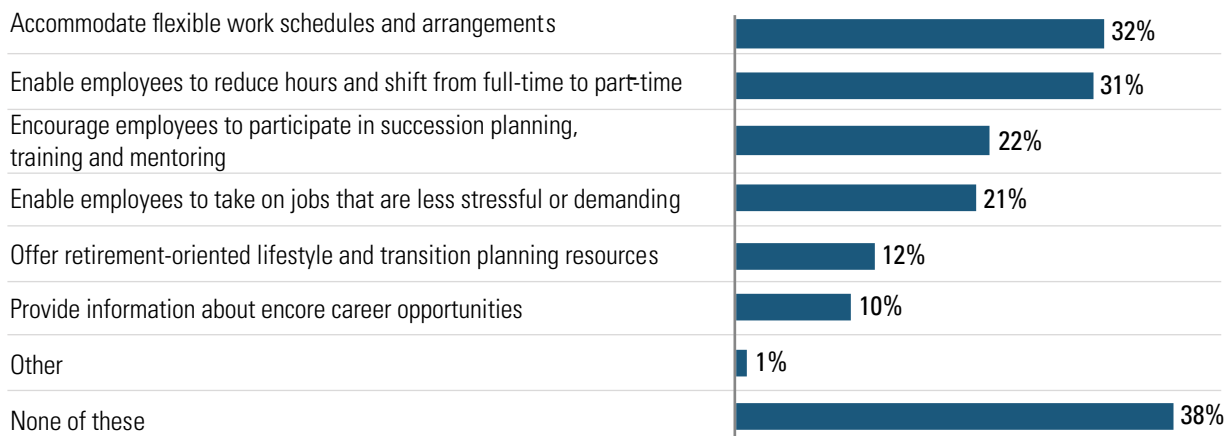 Accommodate flexible work schedules and arrangements 32%
Enable employees to reduce hours and shift from full-time to part-time 31%
Encourage employees to participate in succession planning,
training and mentoring 22%
Enable employees to take on jobs that are less stressful or demanding 21%
Offer retirement-oriented lifestyle and transition planning resources 12%
Provide information about encore career opportunities 10%
Other 1%
None of these 38%